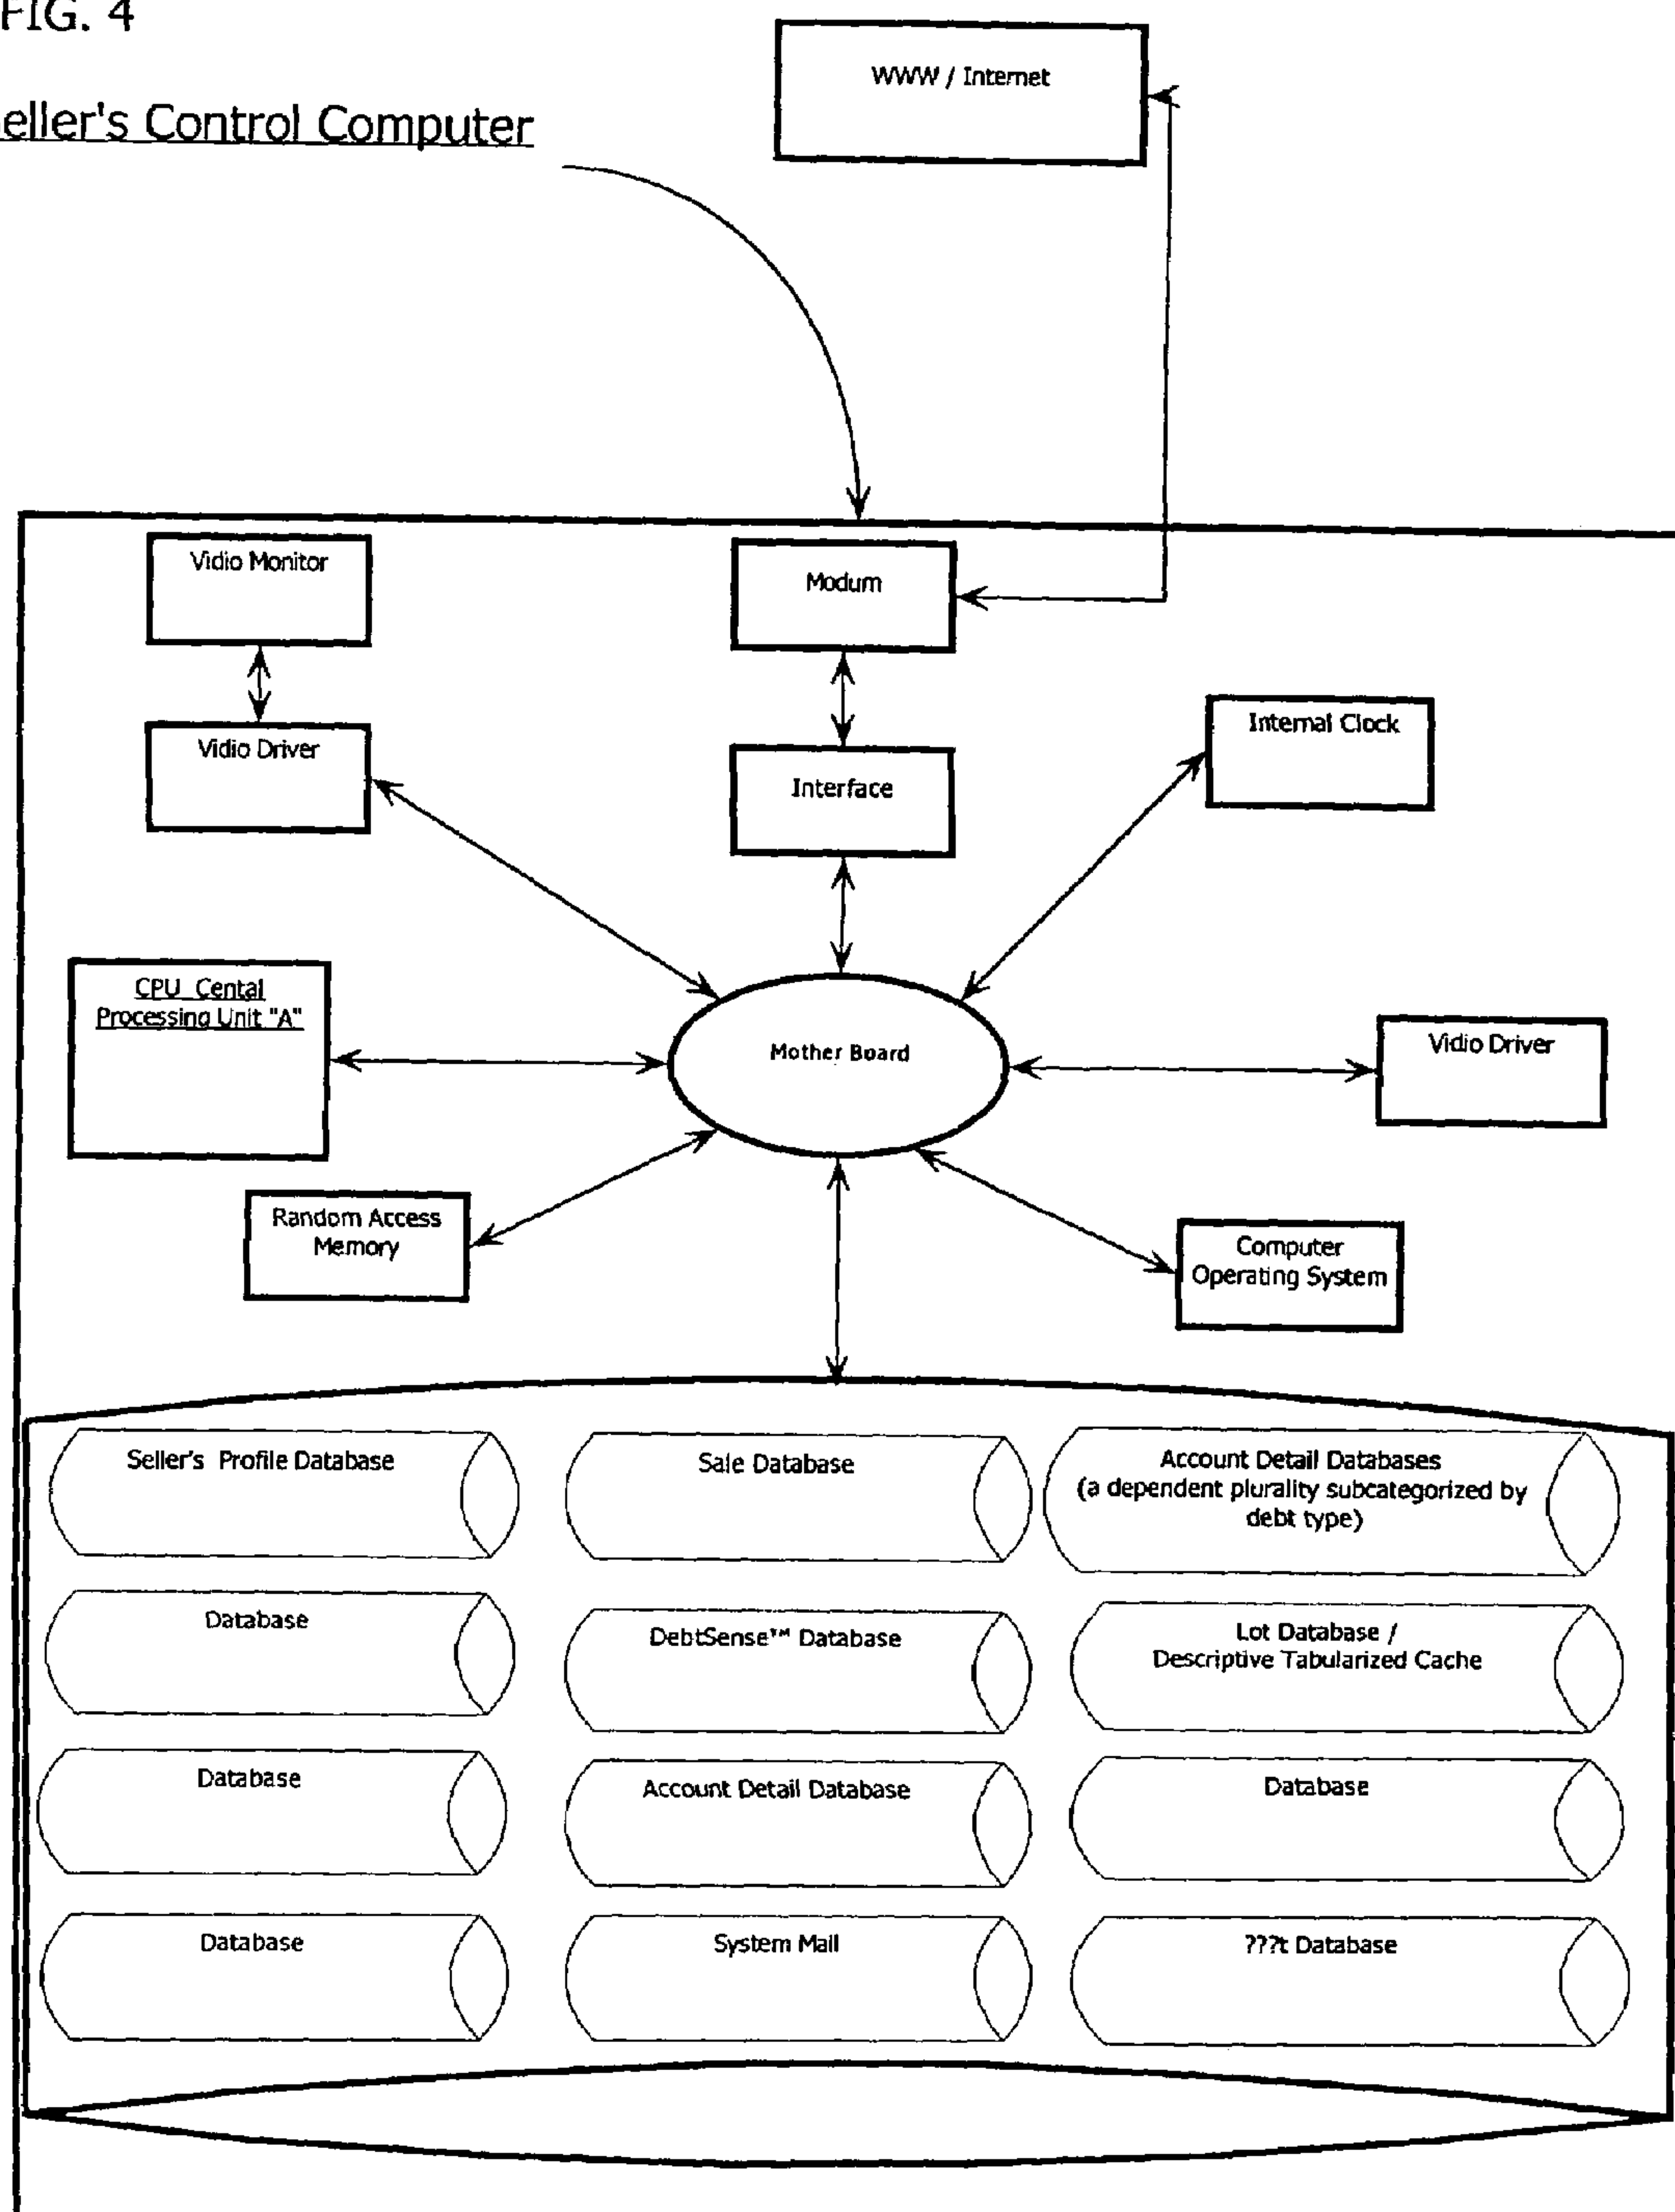 FIG. 4
eller's Control Computer
WWW / Internet
Vidio Monitor
Modum
Vidio Driver
Interface
Internal Clock
CPU Cental
Processing Unit "A"
Mother Board
Vidio Driver
Random Access
Memory
Computer
Operating System
Seller's Profile Database
Sale Database
Account Detail Databases
(a dependent plurality subcategorized by
debt type)
Database
DebtSense™ Database
Lot Database /
Descriptive Tabularized Cache
Database
Account Detail Database
Database
Database
System Mail
???t Database